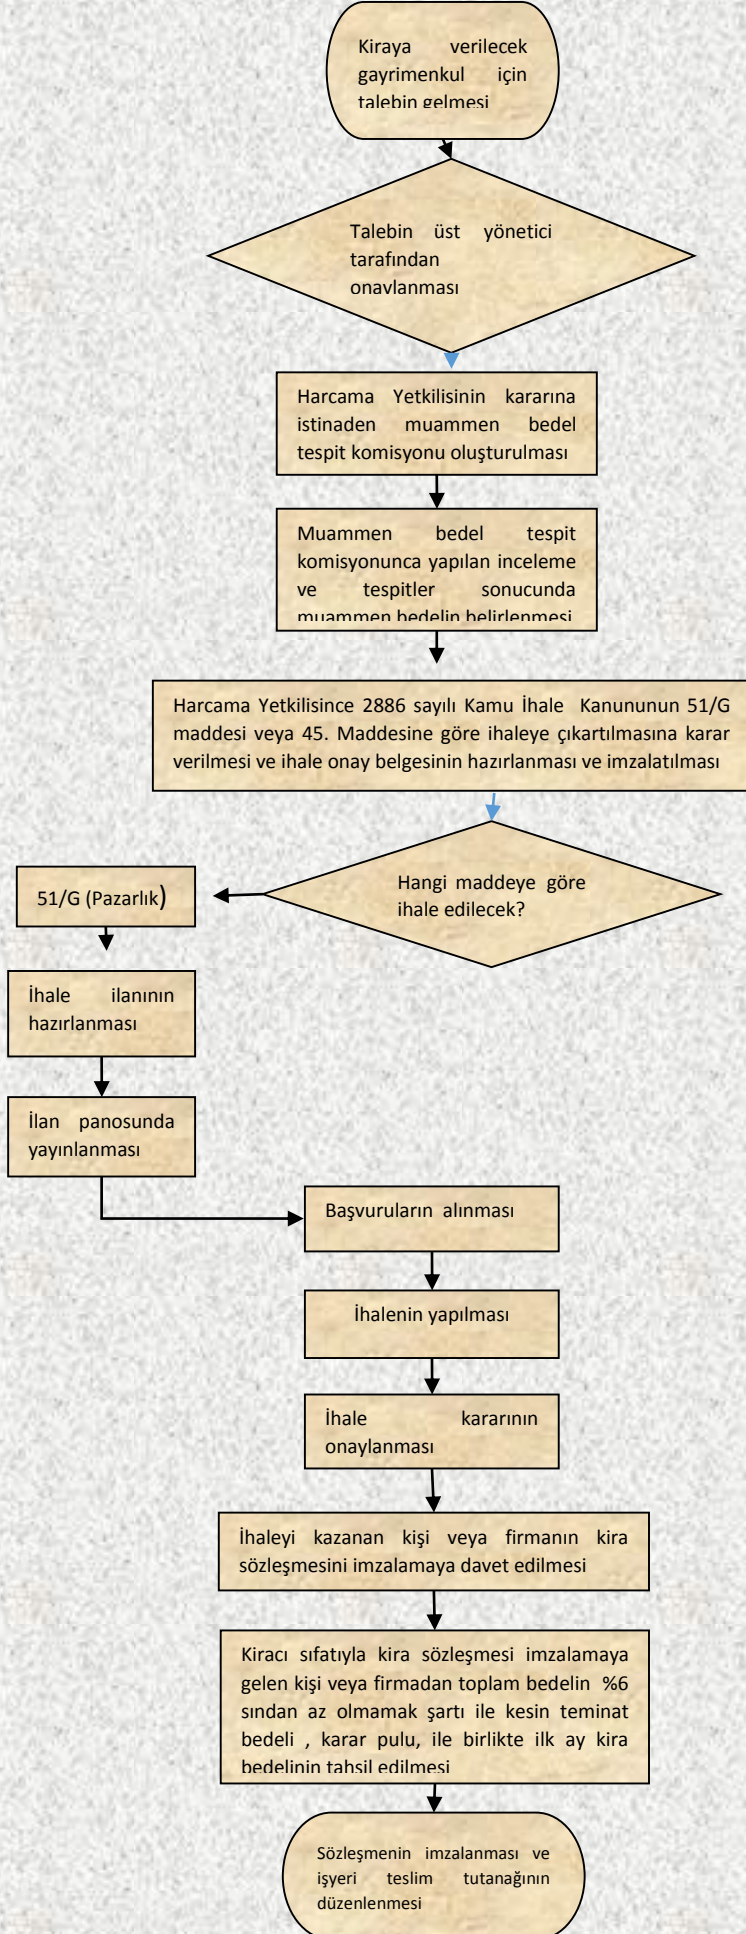 Kiraya verilecek
gayrimenkul için
talebin gelmesi
Talebin üst yönetici
tarafından
onaylanması
Harcama Yetkilisinin kararına
istinaden muammen bedel
tespit komisyonu oluşturulması
Muammen bedel tespit
komisyonunca yapılan inceleme
ve tespitler sonucunda
muammen bedelin belirlenmesi
Harcama Yetkilisince 2886 sayılı Kamu İhale Kanununun 51/G
maddesi veya 45. Maddesine göre ihaleye çıkartılmasına karar
verilmesi ve ihale onay belgesinin hazırlanması ve imzalatılması
Hangi maddeye göre
ihale edilecek?
51/G (Pazarlık)
İhale ilanının
hazırlanması
İlan panosunda
yayınlanması
Başvuruların alınması
İhalenin yapılması
İhale kararının
onaylanması
İhaleyi kazanan kişi veya firmanın kira
sözleşmesini imzalamaya davet edilmesi
Kiracı sıfatıyla kira sözleşmesi imzalamaya
gelen kişi veya firmadan toplam bedelin %6
sından az olmamak şartı ile kesin teminat
bedeli , karar pulu, ile birlikte ilk ay kira
bedelinin tahsil edilmesi
Sözleşmenin imzalanması ve
işyeri teslim tutanağının
düzenlenmesi